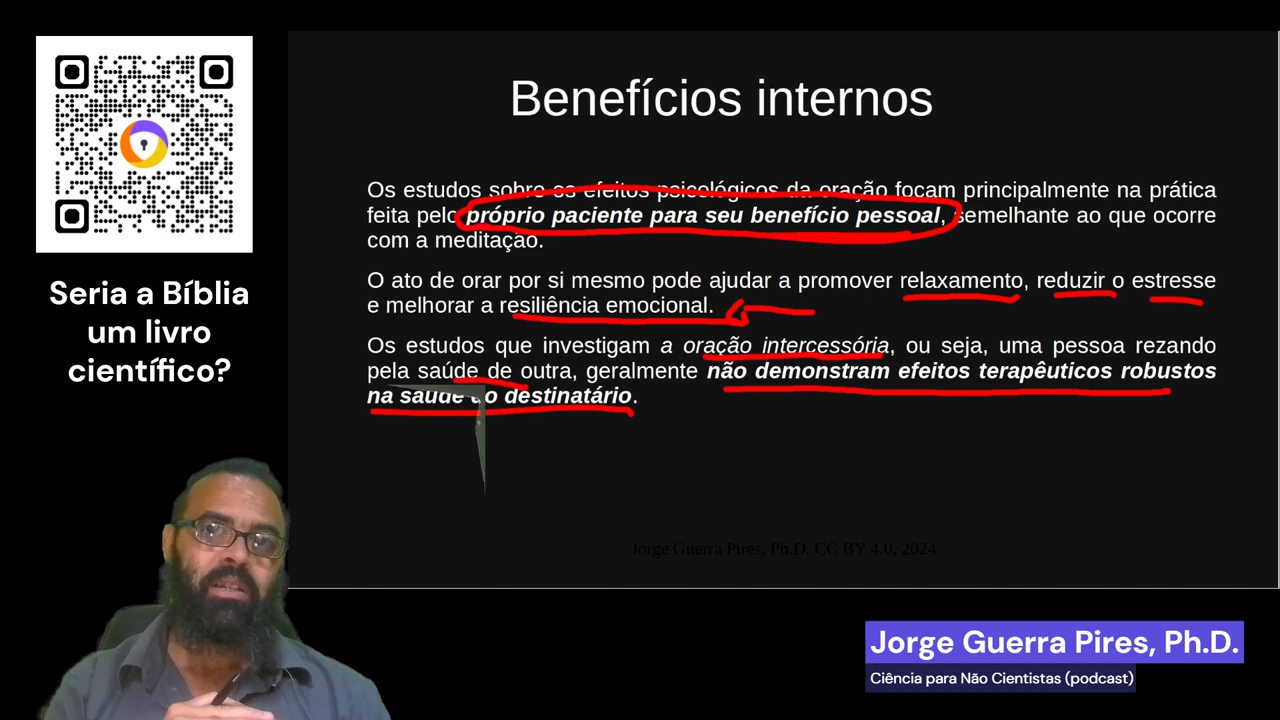 Seria a Bíblia
um livro
científico?
Benefícios internos
Os estudos sobre os efeitos psicológicos da oração focam principalmente na prática
feita pelo próprio paciente para seu benefício pessoal, semelhante ao que ocorre
com a meditação.
O ato de orar por si mesmo pode ajudar a promover relaxamento, reduzir o estresse
e melhorar a resiliência emocional.
Os estudos que investigam a oração intercessória, ou seja, uma pessoa rezando
pela saúde de outra, geralmente não demonstram efeitos terapêuticos robustos
na saúde ao destinatário.
Jorge Guerra Pires, Ph.D. CC BY 4.0, 2024
Jorge Guerra Pires, Ph.D.
Ciência para Não Cientistas (podcast)